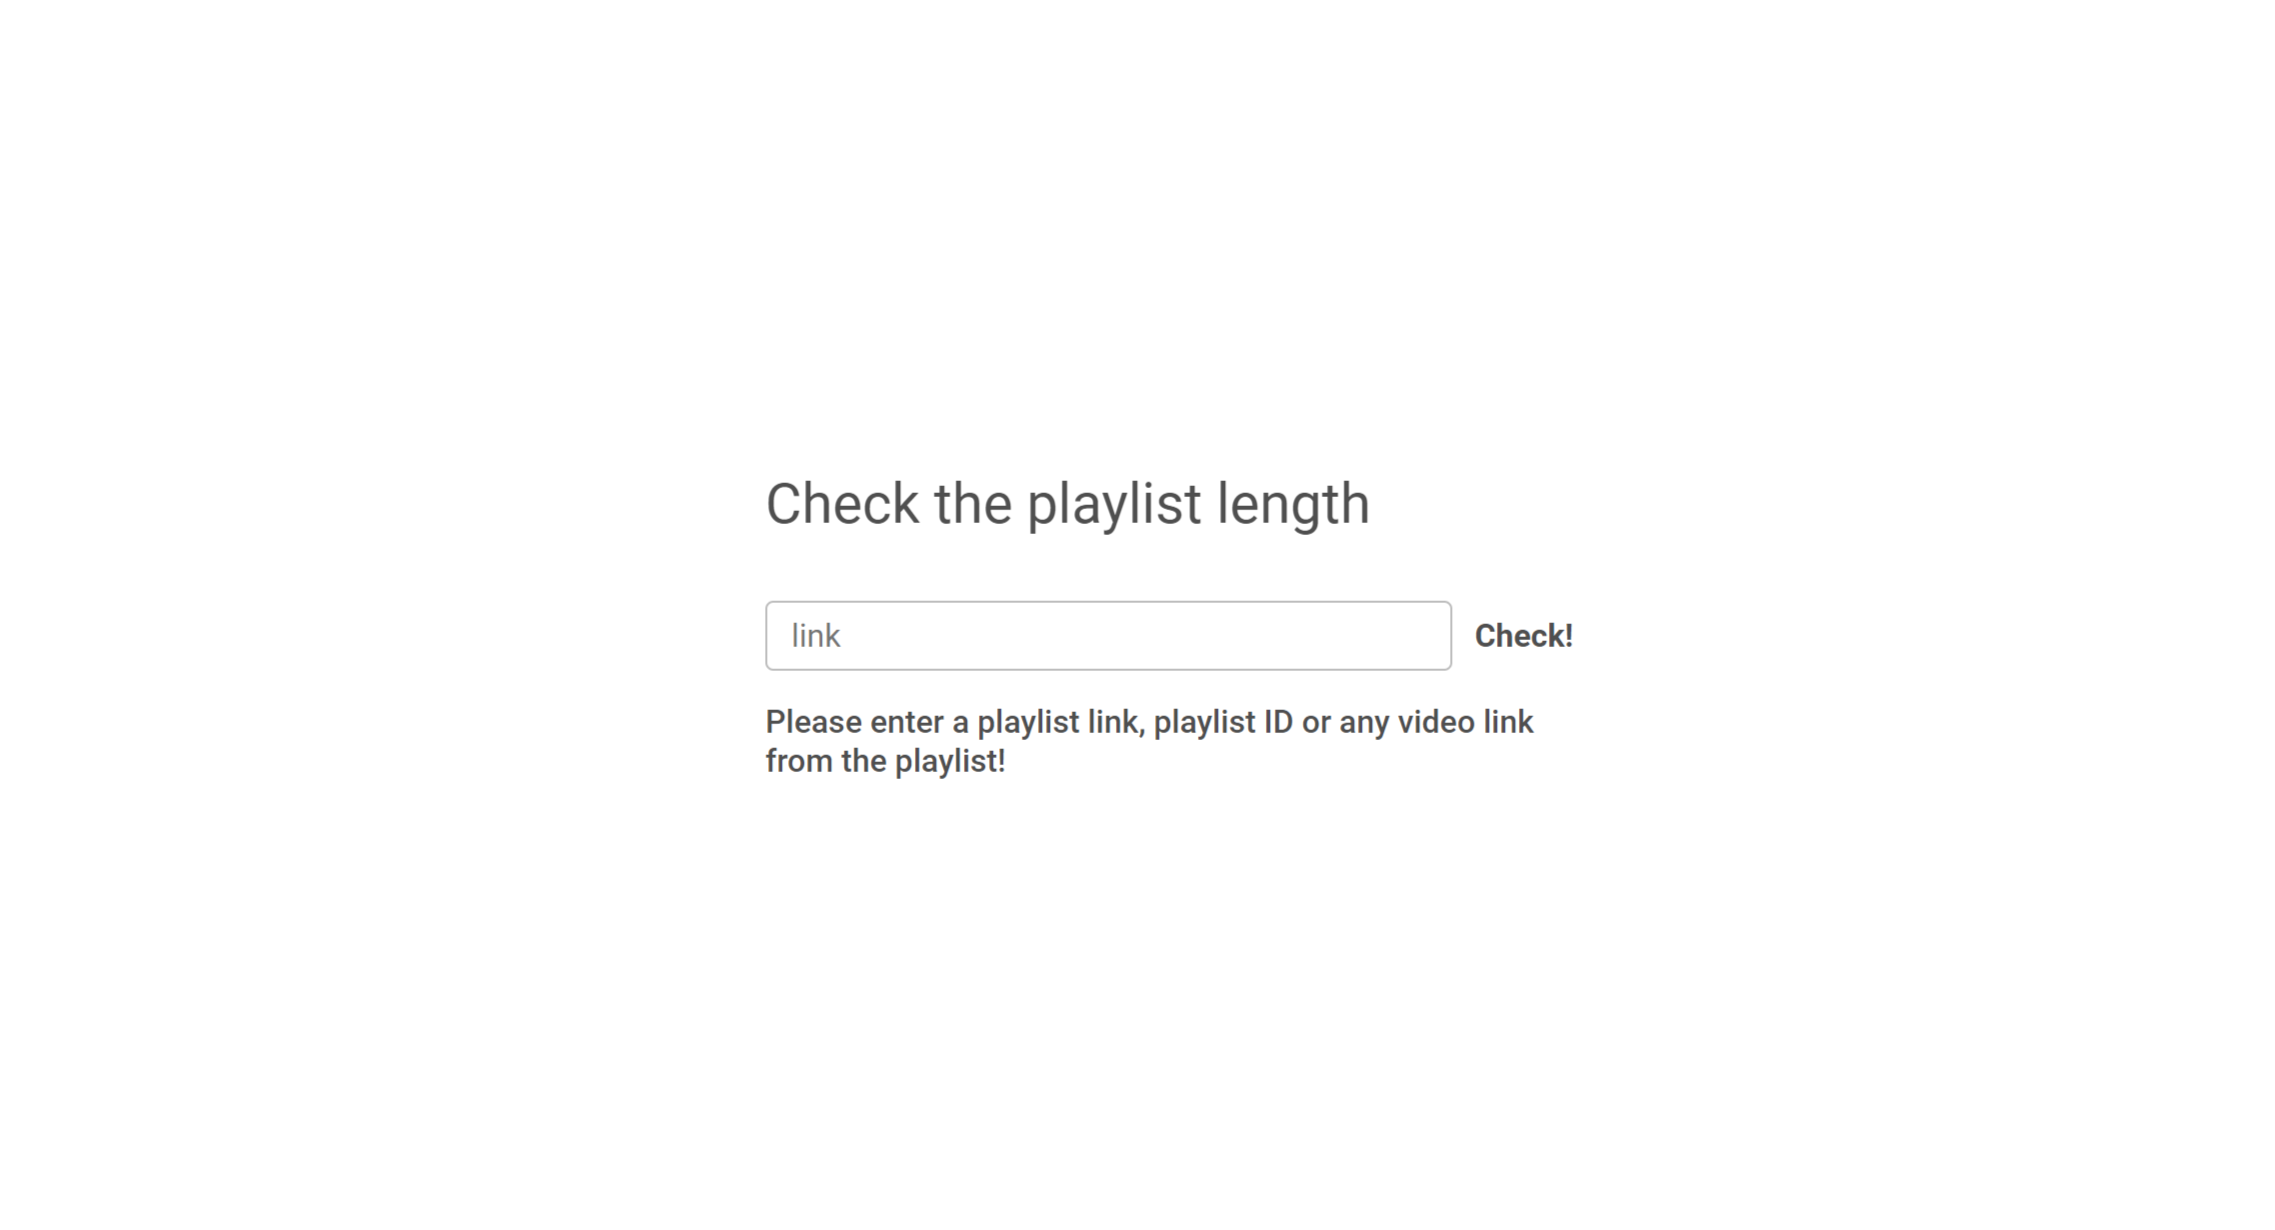 Check the playlist length
link
Check!
Please enter a playlist link, playlist ID or any video link
from the playlist!